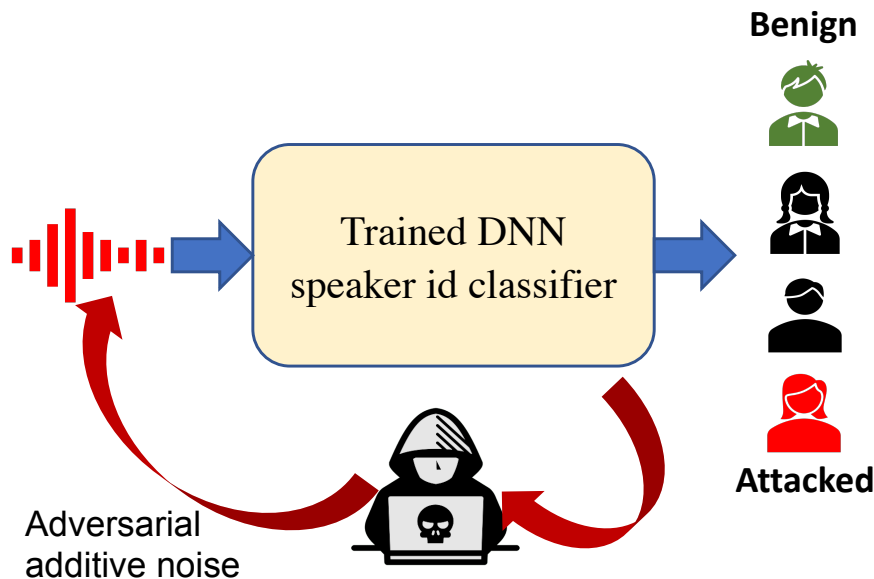 Benign
Trained DNN
speaker id classifier
Attacked
Adversarial
additive noise